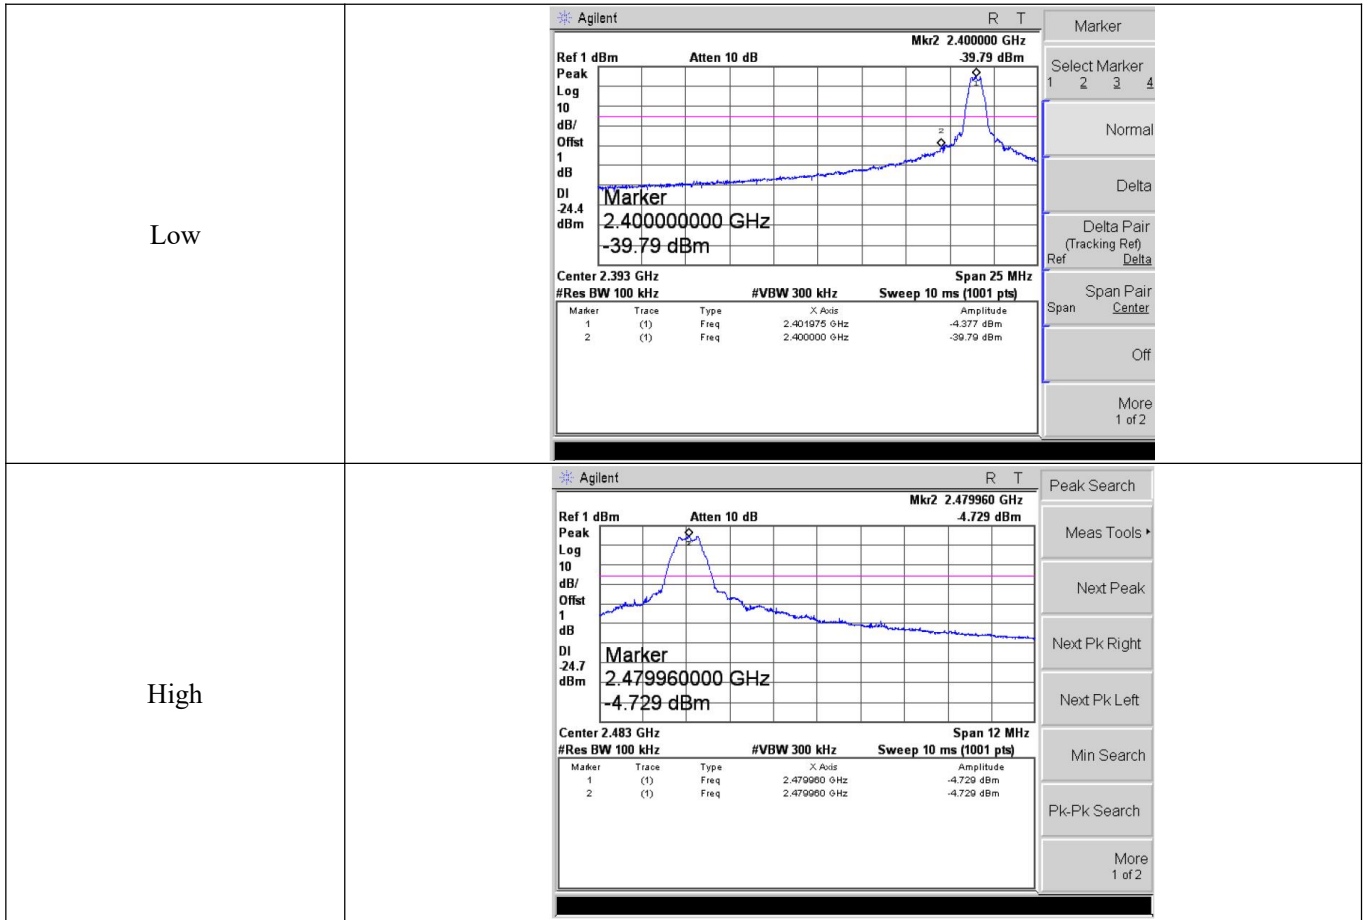 Low
Agilent R T
Mkr2 2.400000 GHz
Ref 1 dBm Atten 10 dB -39.79 dBm
Peak
Log
10
dB/
Offst
1
dB
DI
-24.4
dBm
1
2
Marker
2.400000000 GHz
-39.79 dBm
Center 2.393 GHz Span 25 MHz
#Res BW 100 kHz #VBW 300 kHz Sweep 10 ms (1001 pts)
Marker Trace Type X Axis Amplitude
1 (1) Freq 2.401975 GHz -4.377 dBm
2 (1) Freq 2.400000 GHz -39.79 dBm
Marker
Select Marker
1 2 3 4
Normal
Delta
Delta Pair
(Tracking Ref)
Ref Delta
Span Pair
Span Center
Off
More
1 of 2
High
Agilent R T
Mkr2 2.479960 GHz
Ref 1 dBm Atten 10 dB -4.729 dBm
Peak
Log
10
dB/
Offst
1
dB
DI
-24.7
dBm
Marker
2.479960000 GHz
-4.729 dBm
Center 2.483 GHz Span 12 MHz
#Res BW 100 kHz #VBW 300 kHz Sweep 10 ms (1001 pts)
Marker Trace Type X Axis Amplitude
1 (1) Freq 2.479960 GHz -4.729 dBm
2 (1) Freq 2.479960 GHz -4.729 dBm
Peak Search
Meas Tools
Next Peak
Next Pk Right
Next Pk Left
Min Search
Pk-Pk Search
More
1 of 2